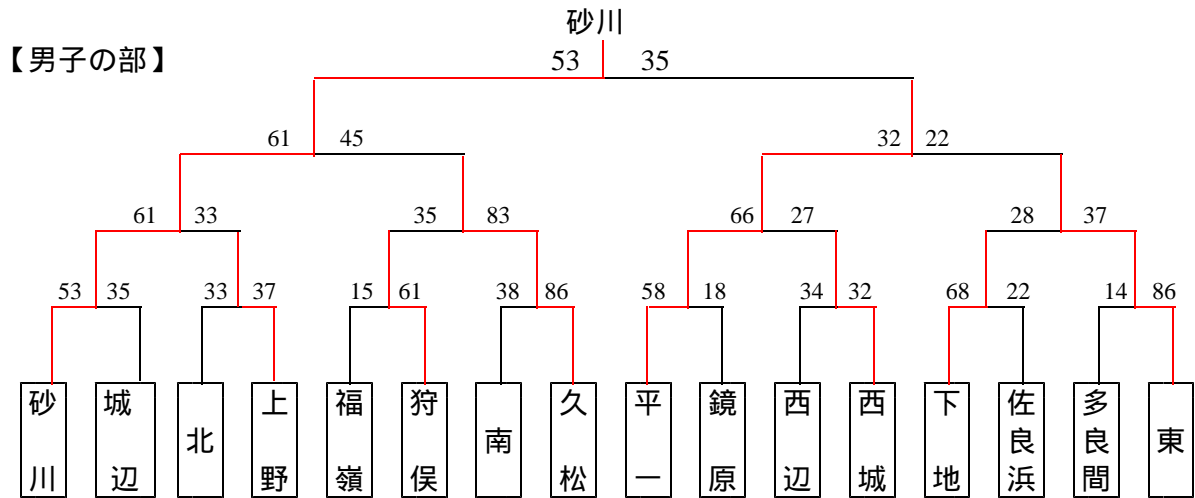 砂川
【男子の部】
53 35
61 45 32 22
61 33 35 83 66 27 28 37
53 35 33 37 15 61 38 86 58 18 34 32 68 22 14 86
砂川 城辺 北 上野 福嶺 狩俣 南 久松 平一 鏡原 西辺 西城 下地 佐良浜 多良間 東